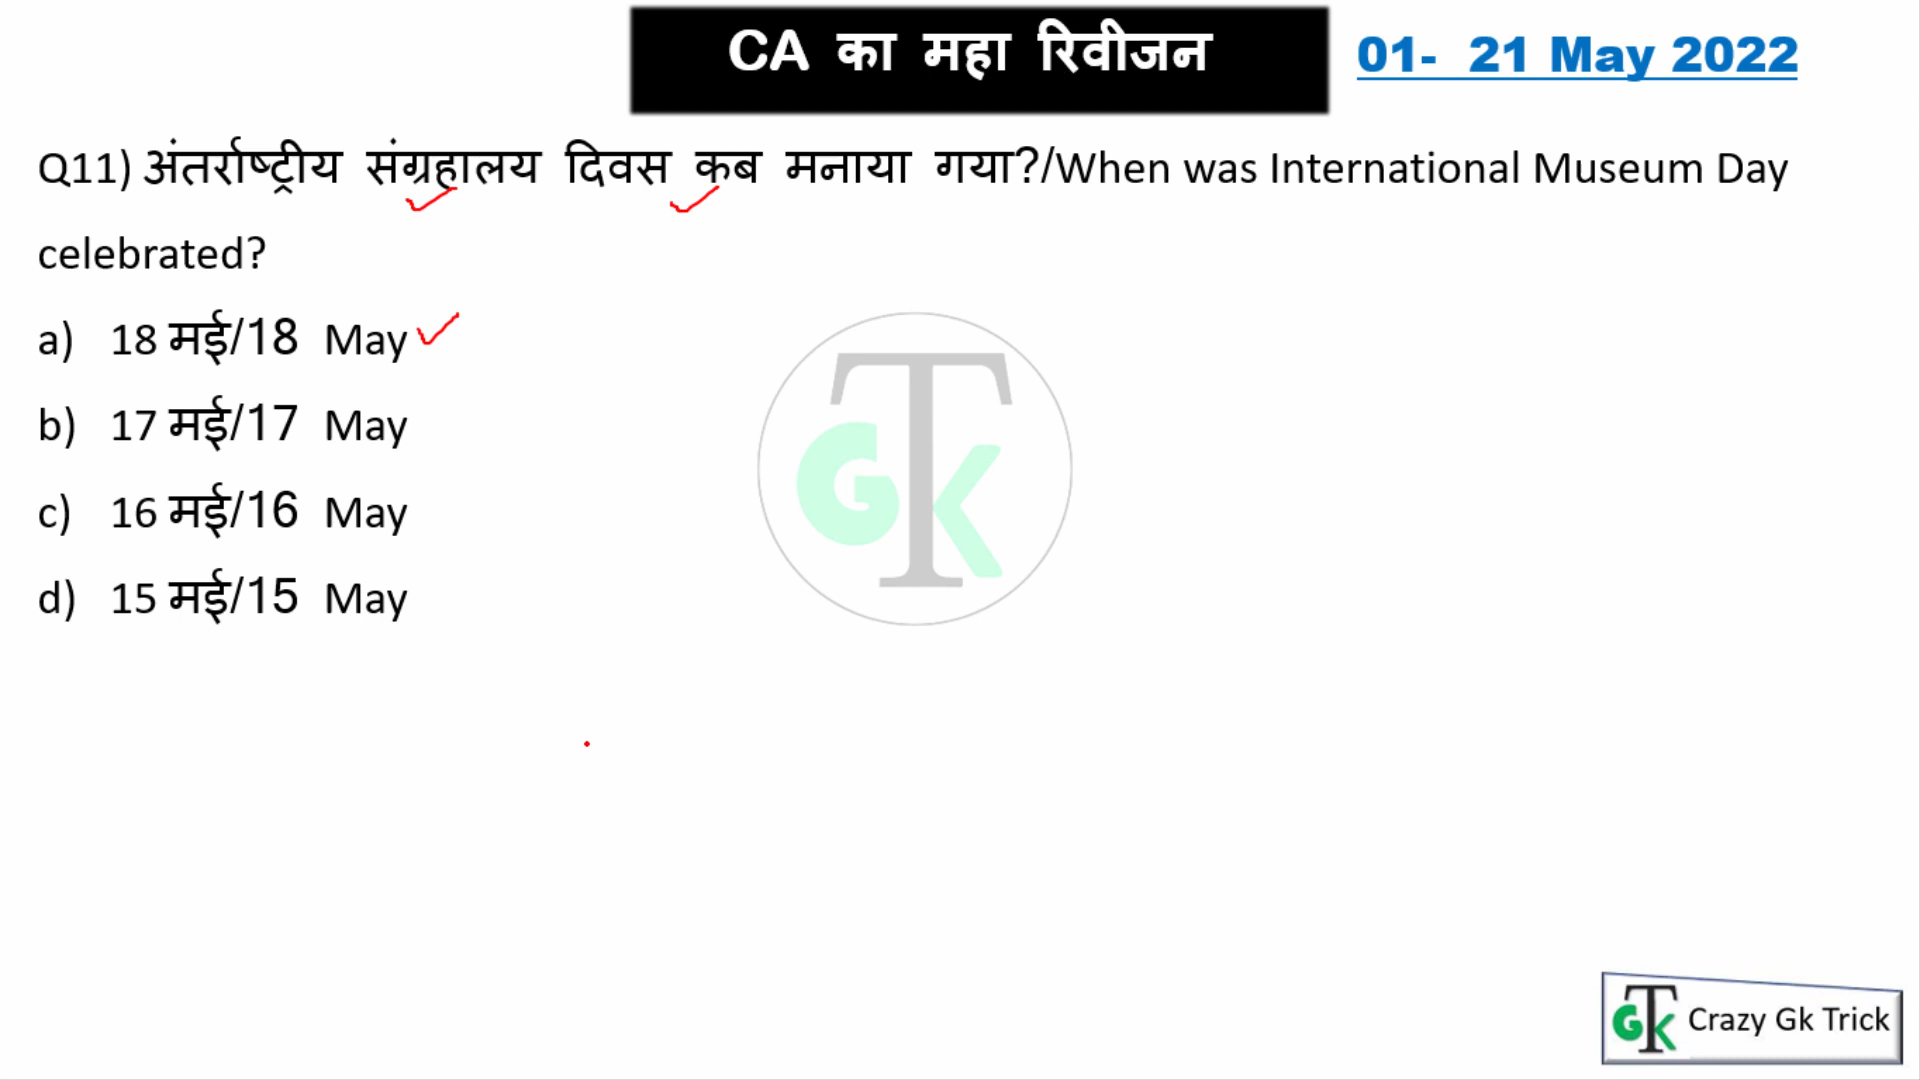 CA का महा रिवीजन
01- 21 May 2022
Q11) अंतर्राष्ट्रीय संग्रहालय दिवस कब मनाया गया?/When was International Museum Day
celebrated?
a) 18 मई/18 May
b) 17 मई/17 May
c) 16 मई/16 May
d) 15 मई/15 May
GTK
GTK Crazy Gk Trick